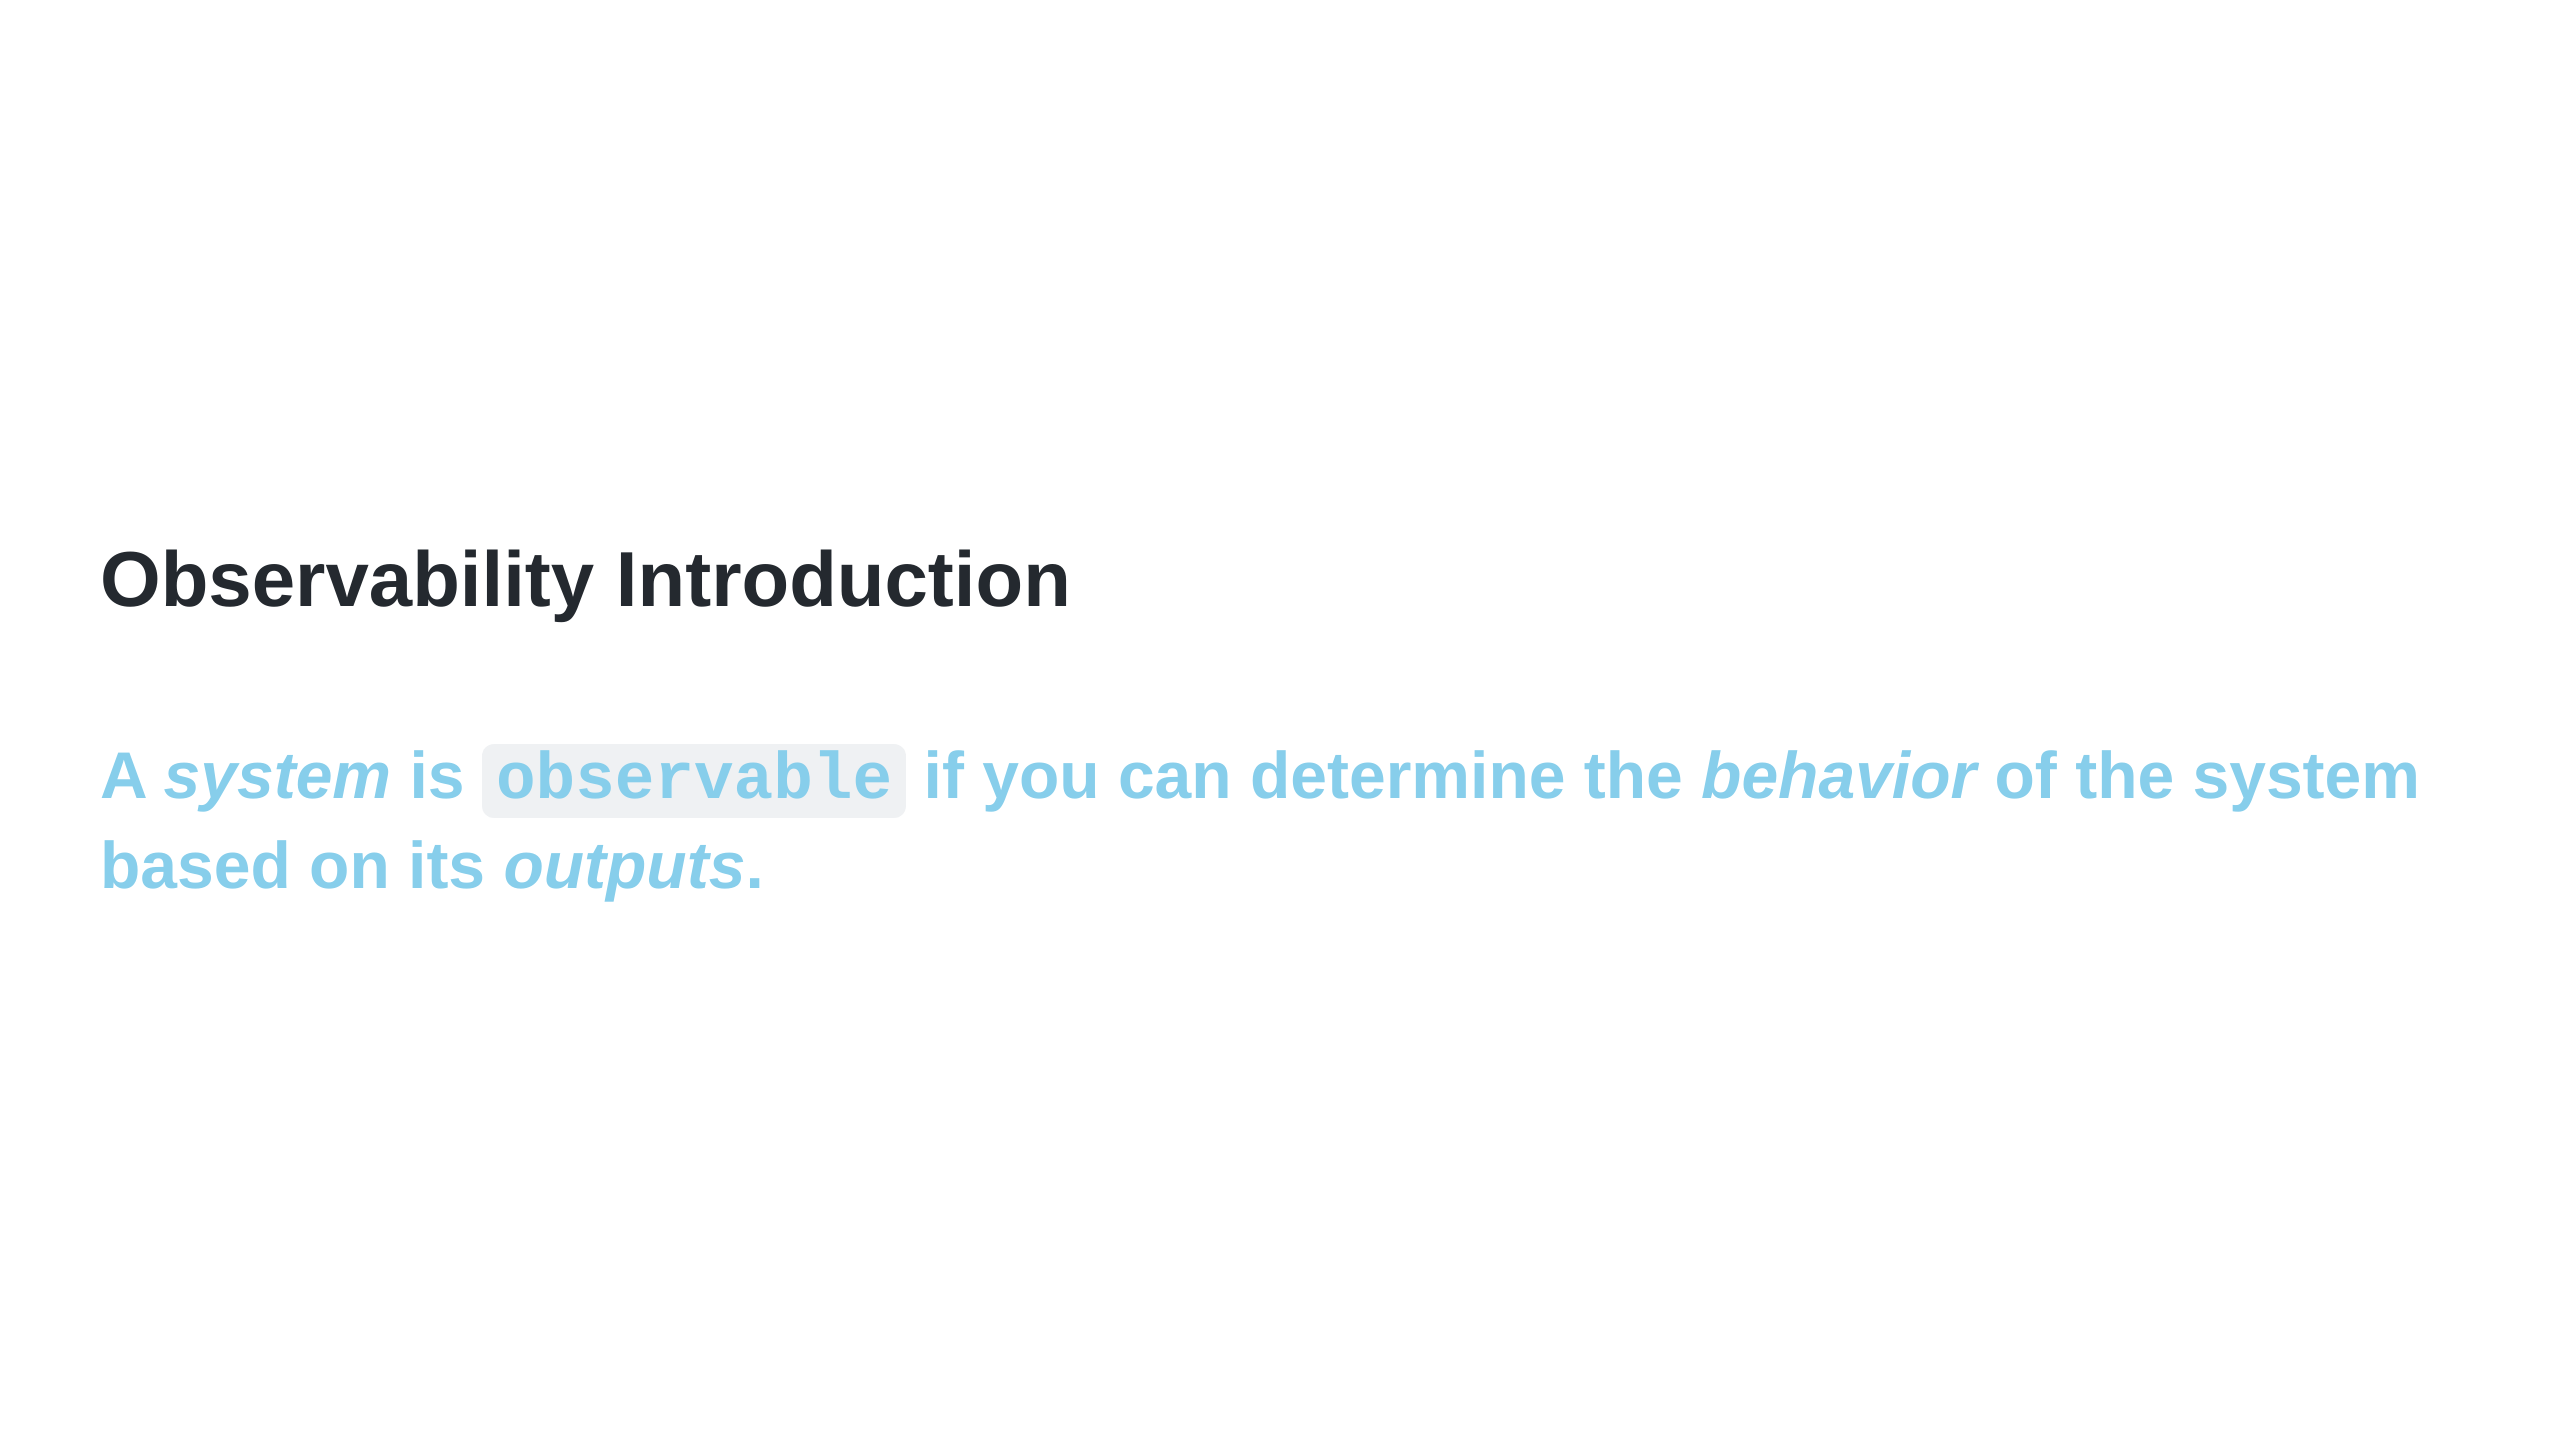 Observability Introduction
A system is observable if you can determine the behavior of the system
based on its outputs.